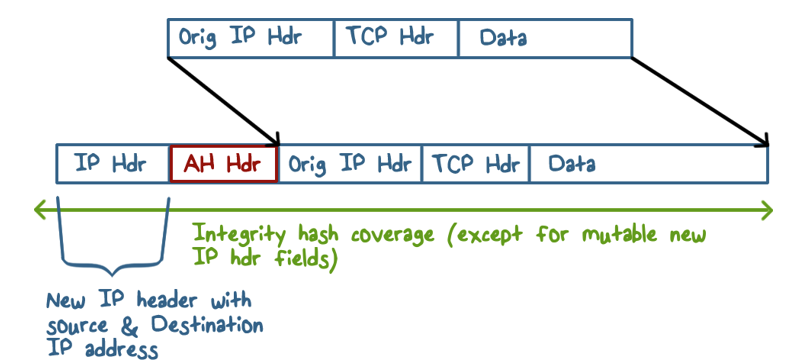 Orig IP Hdr TCP Hdr Data
IP Hdr AH Hdr Orig IP Hdr TCP Hdr Data
Integrity hash coverage (except for mutable new
IP hdr fields)
New IP header with
source & Destination
IP address